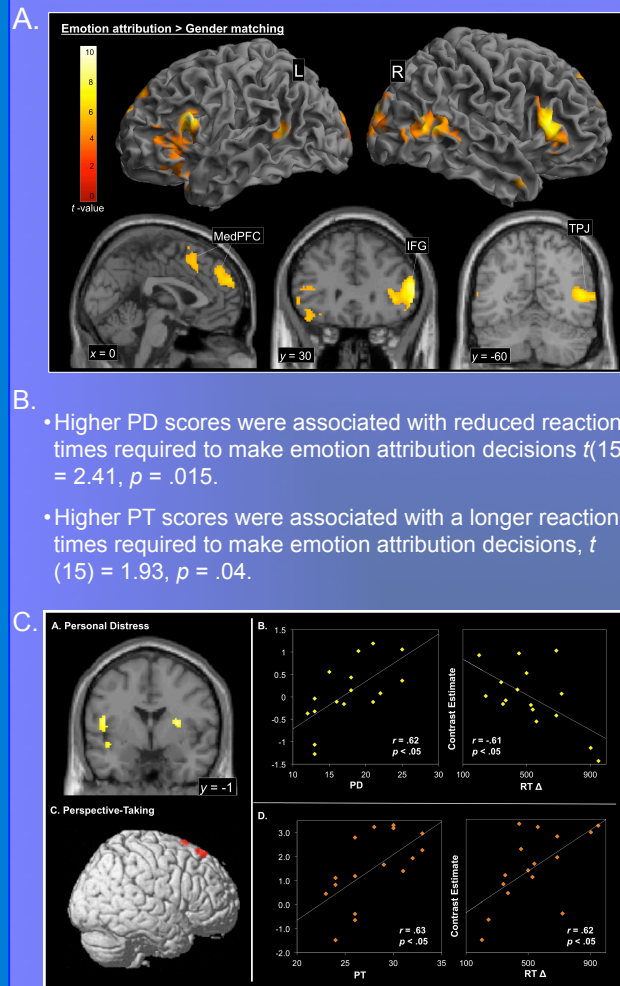 A.
Emotion attribution > Gender matching
10
8
6
4
2
0
t -value
L
R
MedPFC
IFG
TPJ
x = 0
y = 30
y = -60
B.
•Higher PD scores were associated with reduced reaction
times required to make emotion attribution decisions t(15
= 2.41, p = .015.
•Higher PT scores were associated with a longer reaction
times required to make emotion attribution decisions, t
(15) = 1.93, p = .04.
C.
A. Personal Distress
y = -1
B.
1.5
1
0.5
0
-0.5
-1
-1.5
10
15
20
25
30
PD
r = .62
p < .05
Contrast Estimate
r = -.61
p < .05
100
500
900
RT Δ
C. Perspective-Taking
D.
3.0
2.0
1.0
0.0
-1.0
-2.0
20
25
30
35
PT
r = .63
p < .05
Contrast Estimate
r = .62
p < .05
100
500
900
RT Δ